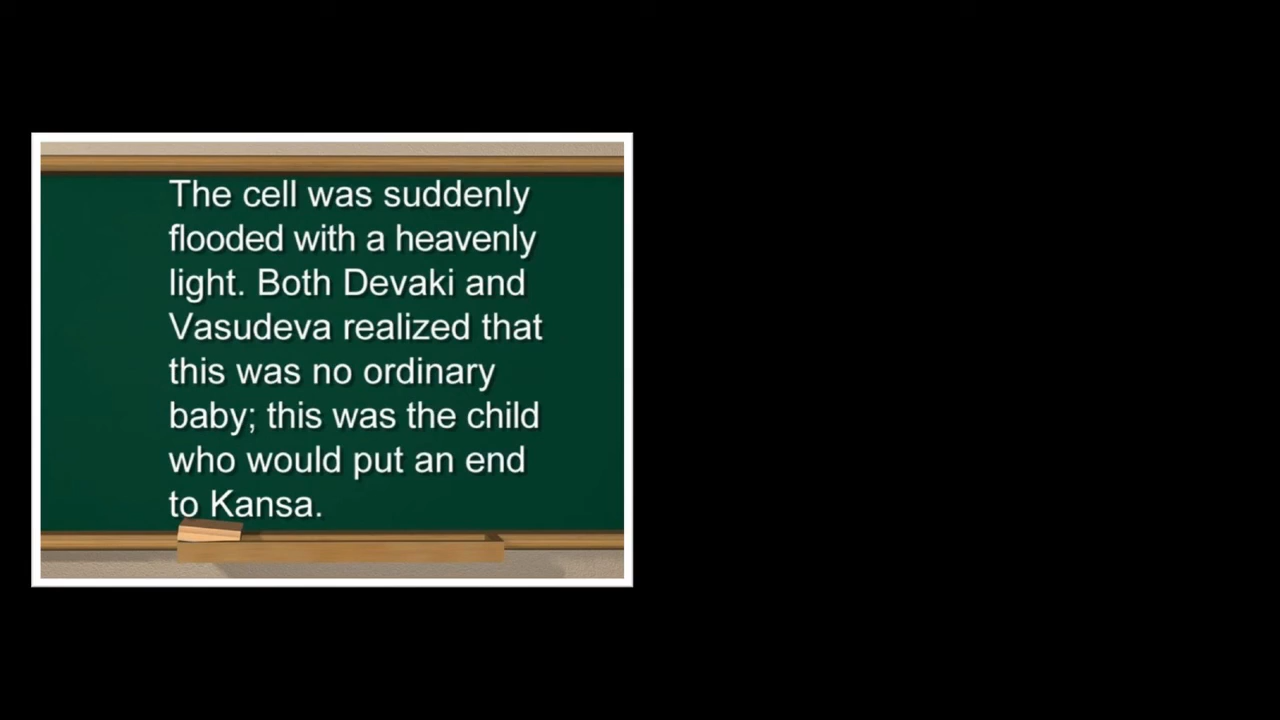 The cell was suddenly
flooded with a heavenly
light. Both Devaki and
Vasudeva realized that
this was no ordinary
baby; this was the child
who would put an end
to Kansa.